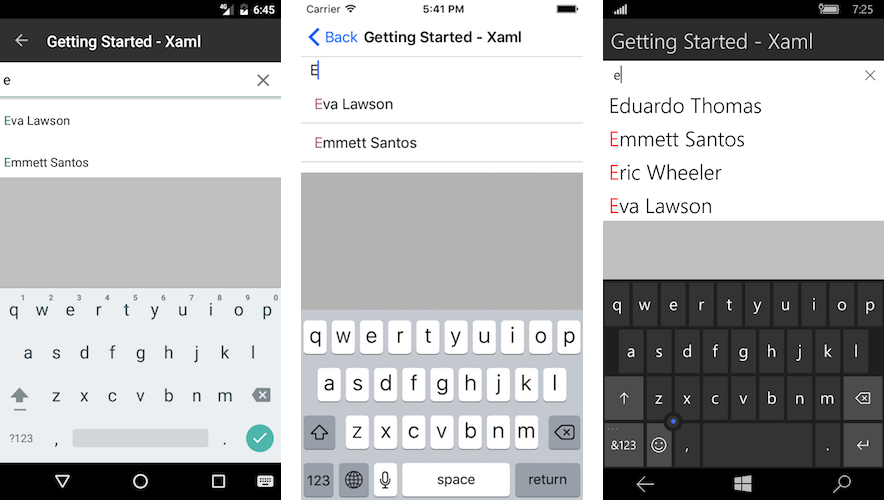 4G 6:45
Getting Started - Xaml
e
Eva Lawson
Emmett Santos
1 2 3 4 5 6 7 8 9 0
q w e r t y u i o p
a s d f g h j k l
z x c v b n m
?123 , .
Carrier 5:41 PM
Back Getting Started - Xaml
E
Eva Lawson
Emmett Santos
q w e r t y u i o p
a s d f g h j k l
z x c v b n m
123 space return
7:25
Getting Started - Xaml
e
Eduardo Thomas
Emmett Santos
Eric Wheeler
Eva Lawson
q w e r t y u i o p
a s d f g h j k l
z x c v b n m
&123 , .